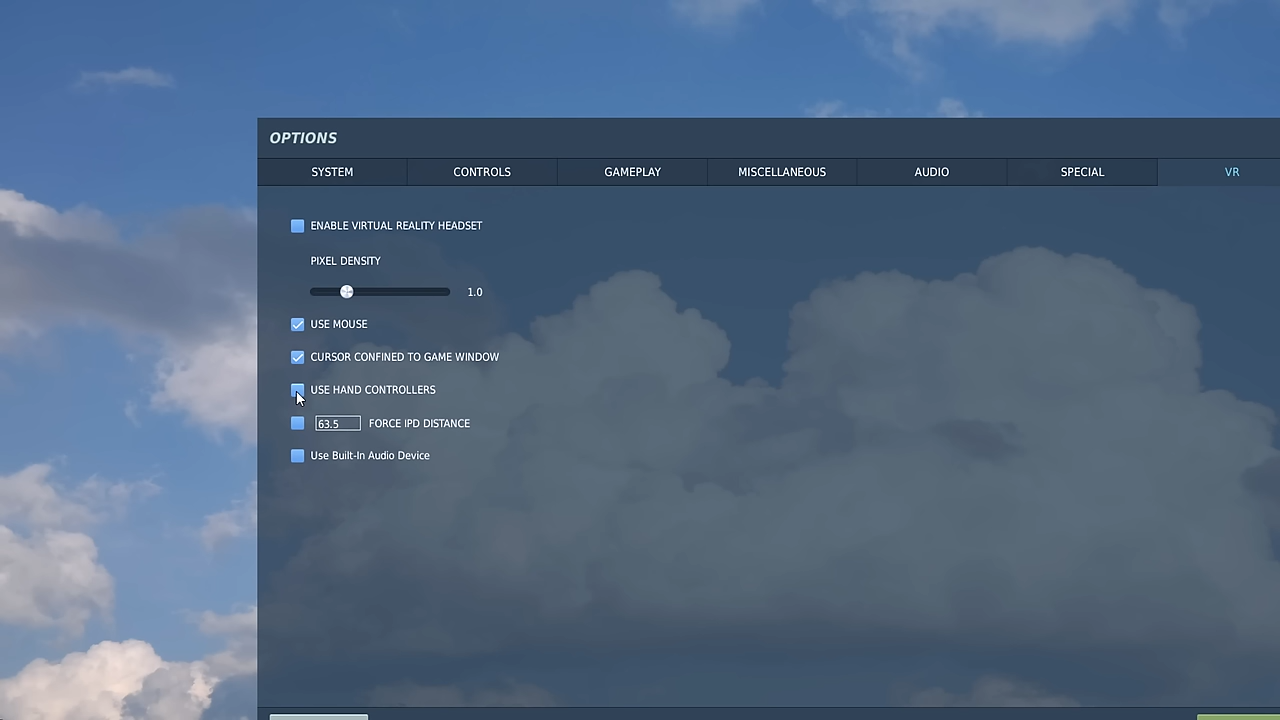 OPTIONS
SYSTEM CONTROLS GAMEPLAY MISCELLANEOUS AUDIO SPECIAL VR
ENABLE VIRTUAL REALITY HEADSET
PIXEL DENSITY
1.0
USE MOUSE
CURSOR CONFINED TO GAME WINDOW
USE HAND CONTROLLERS
63.5 FORCE IPD DISTANCE
Use Built-In Audio Device